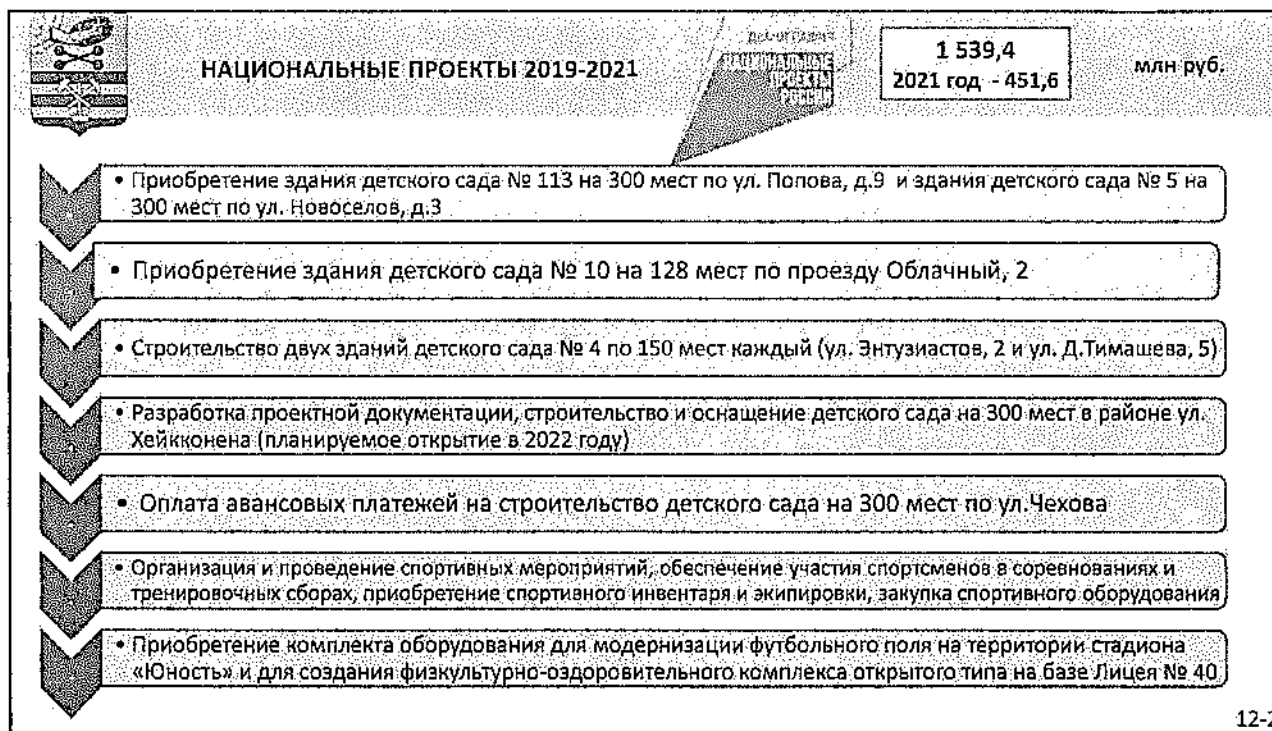 НАЦИОНАЛЬНЫЕ ПРОЕКТЫ 2019-2021
ДЕМОГРАФИЯ
НАЦИОНАЛЬНЫЕ
ПРОЕКТЫ
РОССИИ
1 539,4
2021 год - 451,6
млн руб.
• Приобретение здания детского сада № 113 на 300 мест по ул. Попова, д.9 и здания детского сада № 5 на
300 мест по ул. Новоселов, д.3
• Приобретение здания детского сада № 10 на 128 мест по проезду Облачный, 2
• Строительство двух зданий детского сада № 4 по 150 мест каждый (ул. Энтузиастов, 2 и ул. Д.Тимашева, 5)
• Разработка проектной документации, строительство и оснащение детского сада на 300 мест в районе ул.
Хейкконена (планируемое открытие в 2022 году)
• Оплата авансовых платежей на строительство детского сада на 300 мест по ул.Чехова
• Организация и проведение спортивных мероприятий, обеспечение участия спортсменов в соревнованиях и
тренировочных сборах, приобретение спортивного инвентаря и экипировки, закупка спортивного оборудования
• Приобретение комплекта оборудования для модернизации футбольного поля на территории стадиона
«Юность» и для создания физкультурно-оздоровительного комплекса открытого типа на базе Лицея № 40
12-2